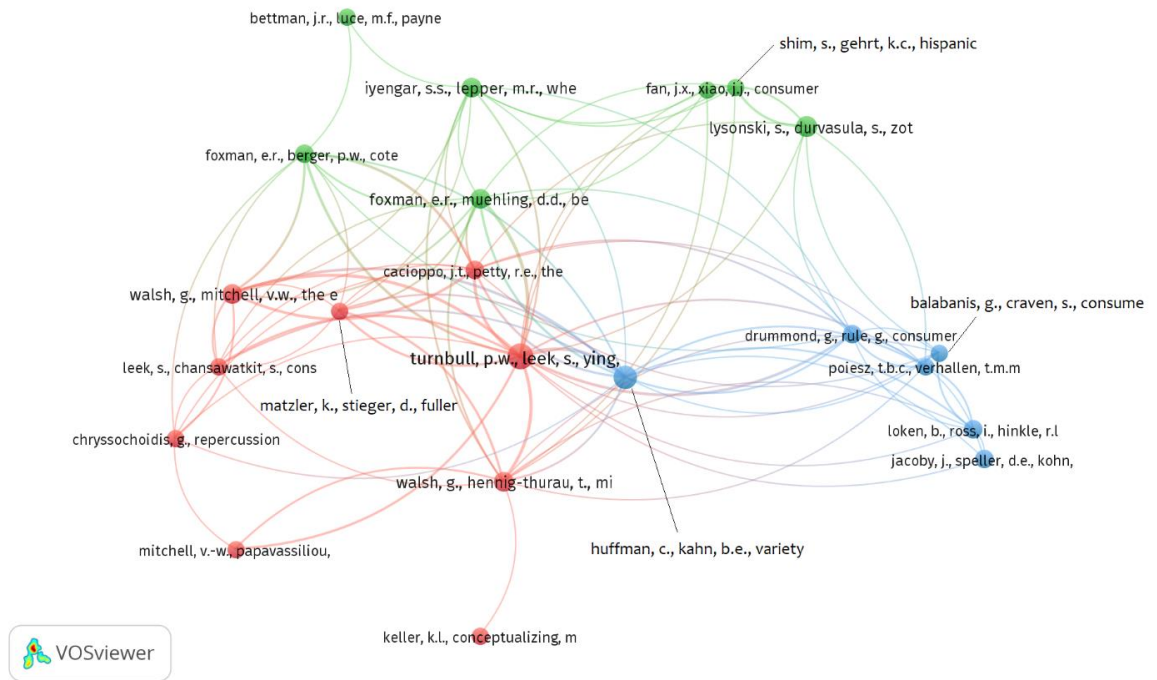 bettman, j.r., luce, m.f., payne
shim, s., gehrt, k.c., hispanic
iyengar, s.s., lepper, m.r., whe
fan, j.x., xiao, j.j., consumer
lysonski, s., durvasula, s., zot
foxman, e.r., berger, p.w., cote
foxman, e.r., muehling, d.d., be
cacioppo, j.t., petty, r.e., the
walsh, g., mitchell, v.w., the e
balabanis, g., craven, s., consume
drummond, g., rule, g., consumer
turnbull, p.w., leek, s., ying,
leek, s., chansawatkit, s., cons
poiesz, t.b.c., verhallen, t.m.m
matzler, k., stieger, d., fuller
chryssochoidis, g., repercussion
loken, b., ross, i., hinkle, r.l
jacoby, j., speller, d.e., kohn,
walsh, g., hennig-thurau, t., mi
mitchell, v.-w., papavassiliou,
huffman, c., kahn, b.e., variety
keller, k.l., conceptualizing, m
VOSviewer